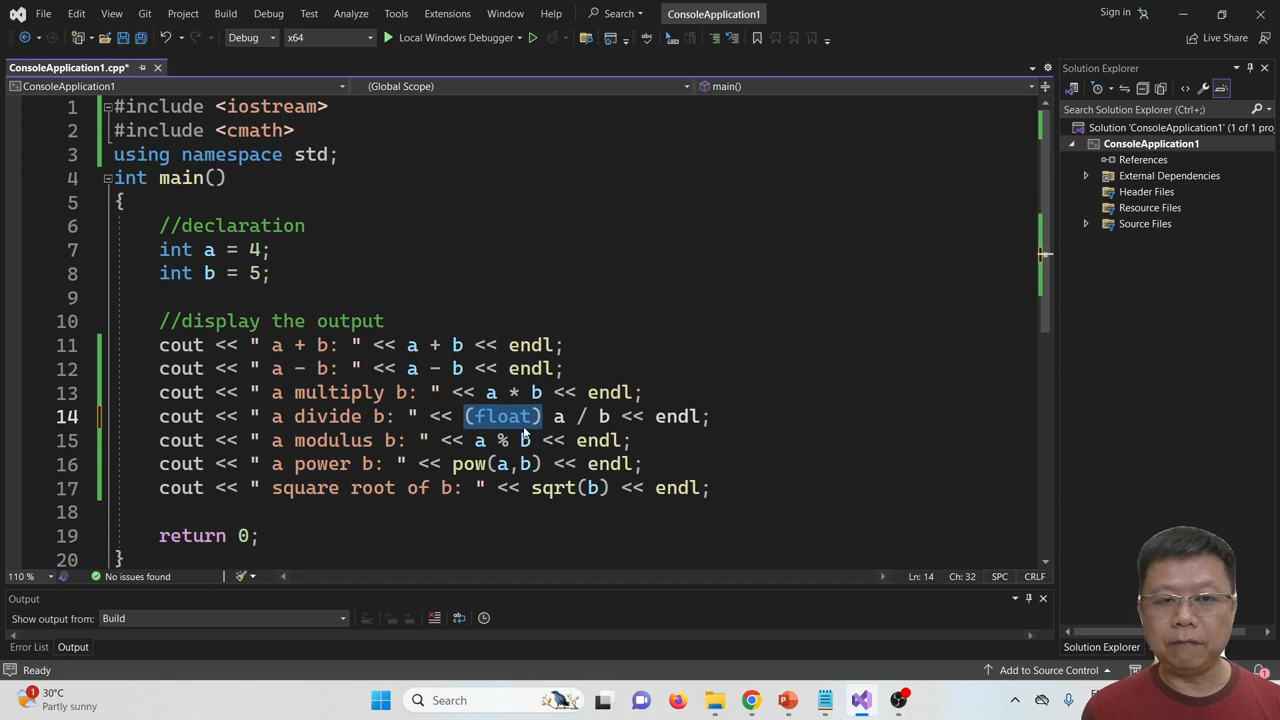 File Edit View Git Project Build Debug Test Analyze Tools Extensions Window Help Search ConsoleApplication1 Sign in
Debug x64 Local Windows Debugger Live Share
ConsoleApplication1.cpp*
ConsoleApplication1 (Global Scope) main()
1 #include <iostream>
2 #include <cmath>
3 using namespace std;
4 int main()
5 {
6 //declaration
7 int a = 4;
8 int b = 5;
9
10 //display the output
11 cout << " a + b: " << a + b << endl;
12 cout << " a - b: " << a - b << endl;
13 cout << " a multiply b: " << a * b << endl;
14 cout << " a divide b: " << (float) a / b << endl;
15 cout << " a modulus b: " << a % b << endl;
16 cout << " a power b: " << pow(a,b) << endl;
17 cout << " square root of b: " << sqrt(b) << endl;
18
19 return 0;
20 }
110 % No issues found Ln: 14 Ch: 32 SPC CRLF
Output
Show output from: Build
Error List Output
Solution Explorer
Search Solution Explorer (Ctrl+;)
Solution 'ConsoleApplication1' (1 of 1 pro
ConsoleApplication1
References
External Dependencies
Header Files
Resource Files
Source Files
Solution Explorer
Ready Add to Source Control
1
30°C
Partly sunny
Search